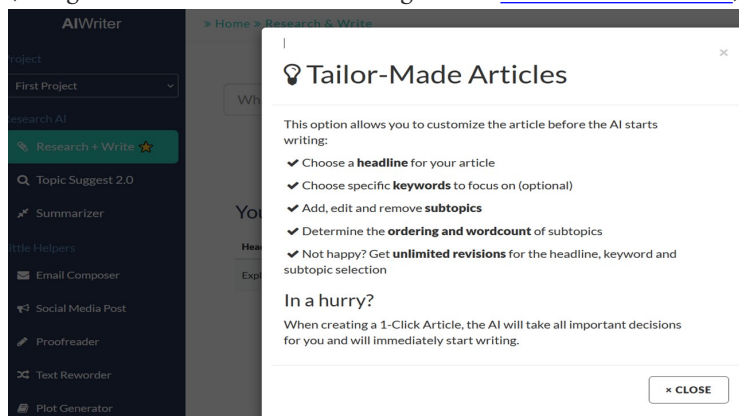 AIWriter
» Home » Research & Write
Project
First Project
Research AI
Research + Write
Topic Suggest 2.0
Summarizer
Little Helpers
Email Composer
Social Media Post
Proofreader
Text Reworder
Plot Generator
Wh
You
Hea
Expl
×
Tailor-Made Articles
This option allows you to customize the article before the AI starts
writing:
✔ Choose a headline for your article
✔ Choose specific keywords to focus on (optional)
✔ Add, edit and remove subtopics
✔ Determine the ordering and wordcount of subtopics
✔ Not happy? Get unlimited revisions for the headline, keyword and
subtopic selection
In a hurry?
When creating a 1-Click Article, the AI will take all important decisions
for you and will immediately start writing.
× CLOSE